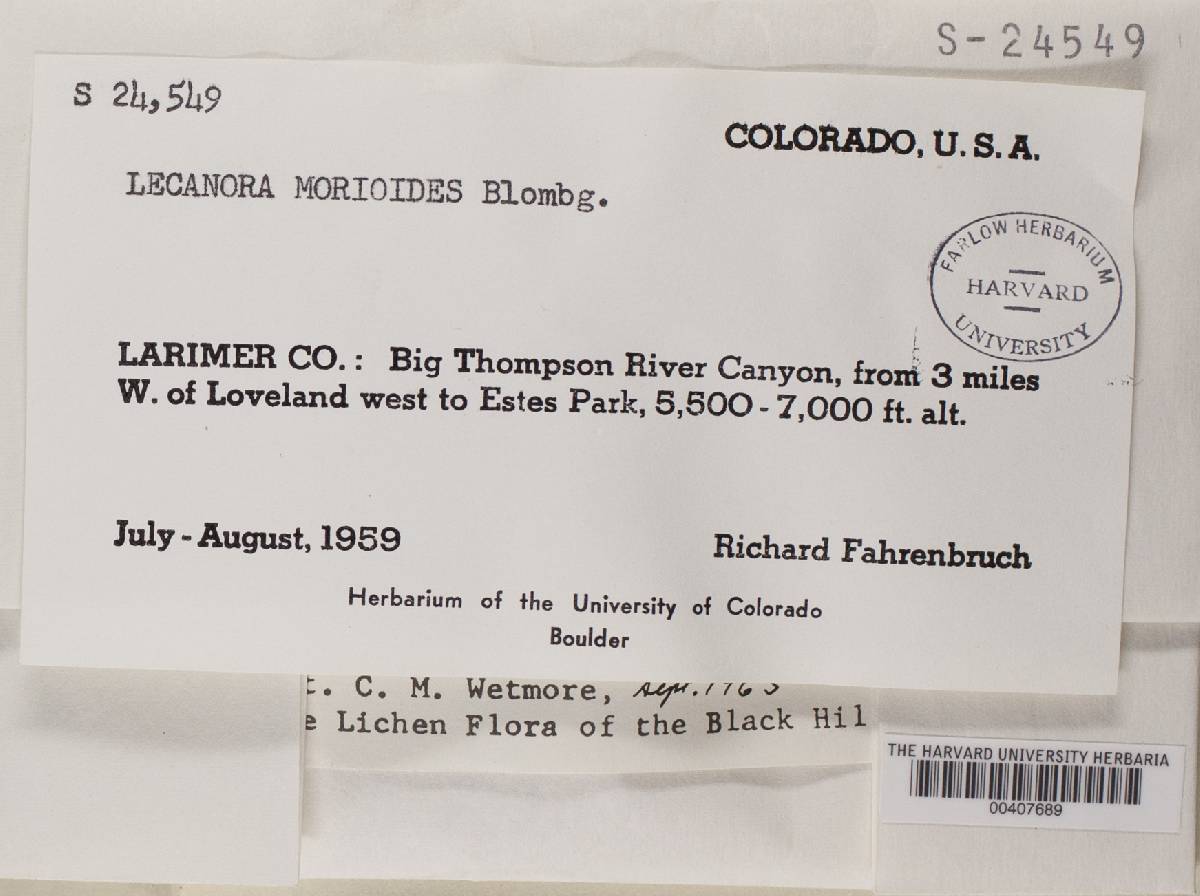 S-24549
S 24,549
COLORADO, U.S.A.
LECANORA MORIOIDES Blombg.
FARLOW HERBARIUM
HARVARD
UNIVERSITY
LARIMER CO.: Big Thompson River Canyon, from 3 miles
W. of Loveland west to Estes Park, 5,500-7,000 ft. alt.
July-August, 1959
Richard Fahrenbruch
Herbarium of the University of Colorado
Boulder
t. C. M. Wetmore,
e Lichen Flora of the Black Hil
THE HARVARD UNIVERSITY HERBARIA
00407689